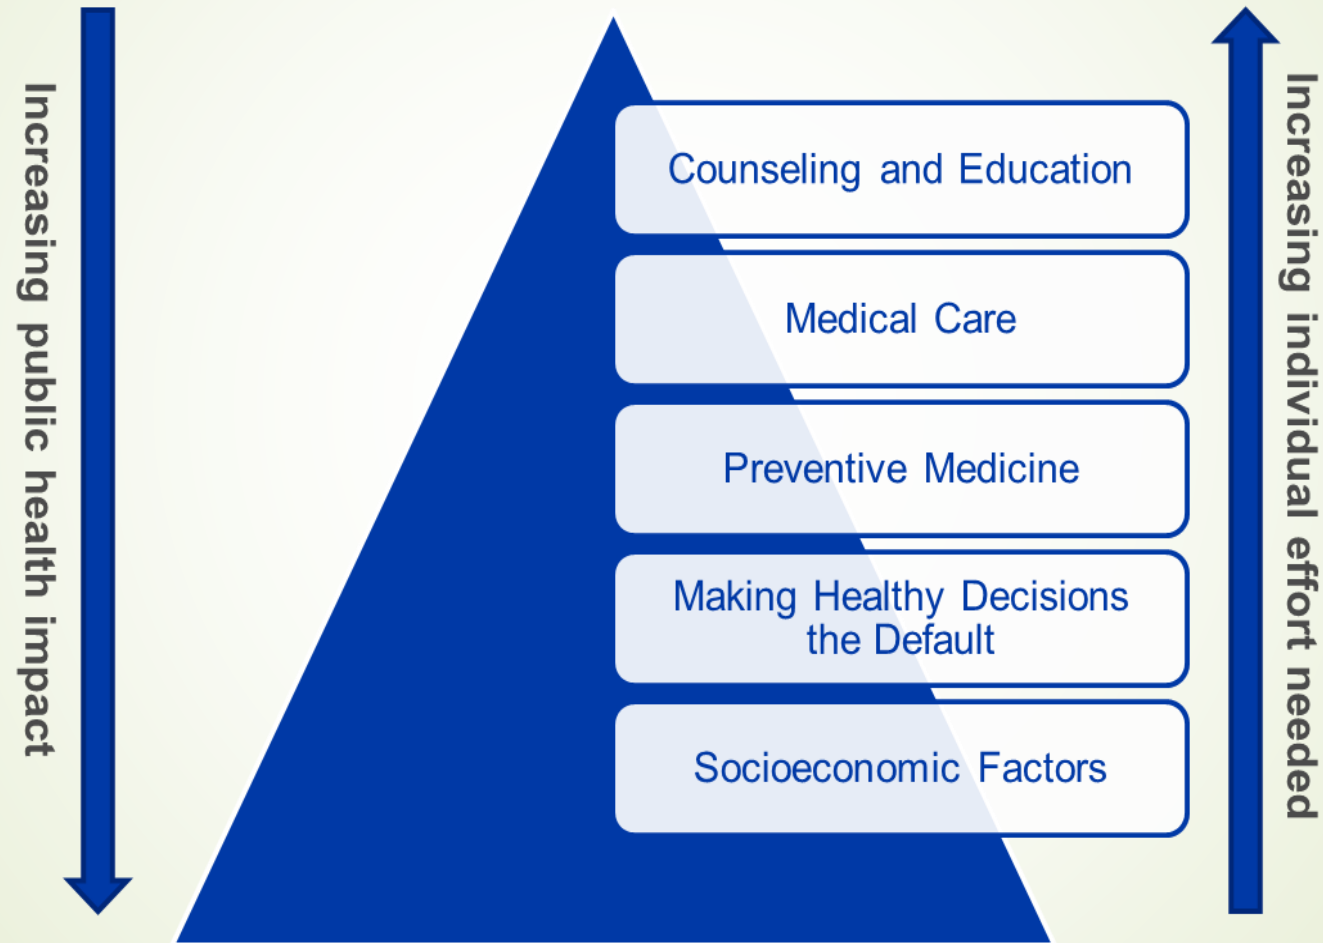 Increasing public health impact
Counseling and Education
Medical Care
Preventive Medicine
Making Healthy Decisions
the Default
Socioeconomic Factors
Increasing individual effort needed